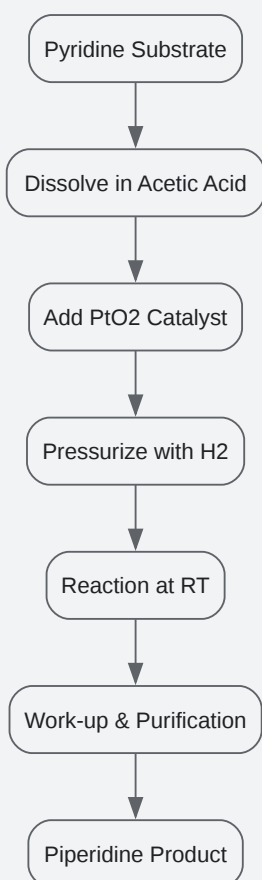 Pyridine Substrate
Dissolve in Acetic Acid
Add PtO2 Catalyst
Pressurize with H2
Reaction at RT
Work-up & Purification
Piperidine Product